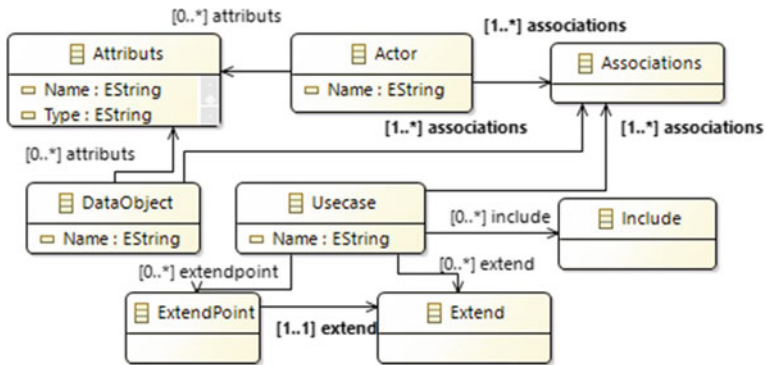 [0..*] attributs
[1..*] associations
Attributs
Actor
Associations
Name : EString
Name : EString
Type : EString
[1..*] associations
[1..*] associations
[0..*] attributs
DataObject
Usecase
Include
[0..*] include
Name : EString
Name : EString
[0..*] extendpoint
[0..*] extend
ExtendPoint
Extend
[1..1] extend